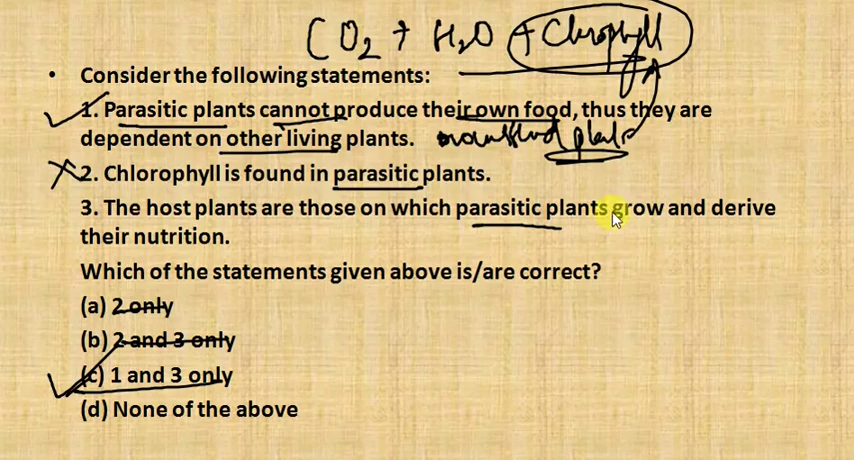 CO2 + H2O + Chlorophyll
• Consider the following statements:
1. Parasitic plants cannot produce their own food, thus they are
dependent on other living plants.
plants
2. Chlorophyll is found in parasitic plants.
3. The host plants are those on which parasitic plants grow and derive
their nutrition.
Which of the statements given above is/are correct?
(a) 2 only
(b) 2 and 3 only
(c) 1 and 3 only
(d) None of the above